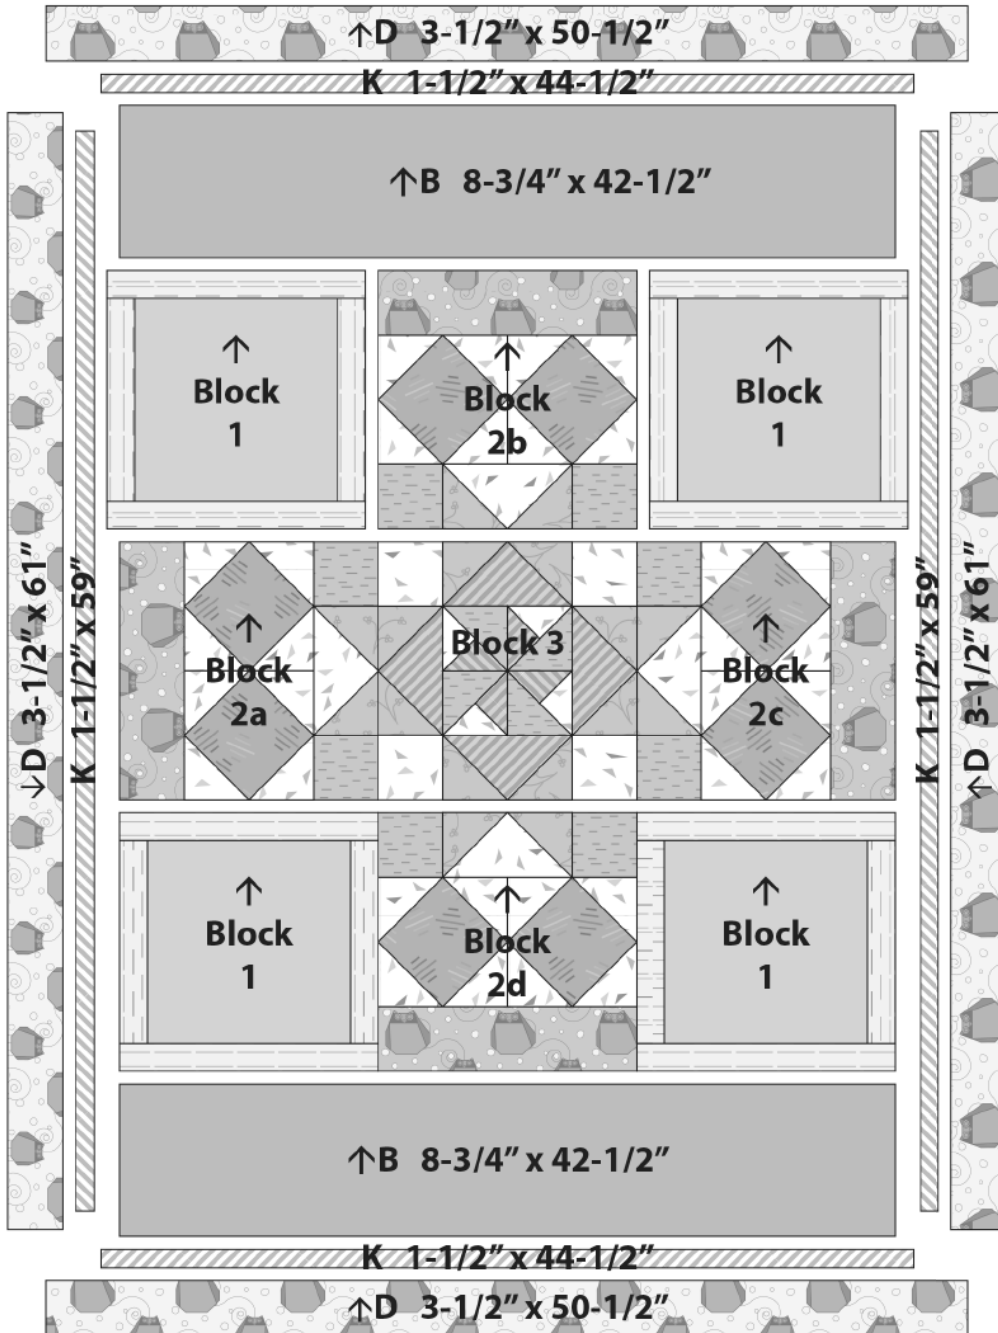 ↑D 3-1/2” x 50-1/2”
K 1-1/2” x 44-1/2”
↑B 8-3/4” x 42-1/2”
↑
Block
1
↑
Block
2b
↑
Block
1
↓D 3-1/2” x 61”
K 1-1/2” x 59”
↑
Block
2a
Block 3
↑
Block
2c
K 1-1/2” x 59”
↑D 3-1/2” x 61”
↑
Block
1
↑
Block
2d
↑
Block
1
↑B 8-3/4” x 42-1/2”
K 1-1/2” x 44-1/2”
↑D 3-1/2” x 50-1/2”